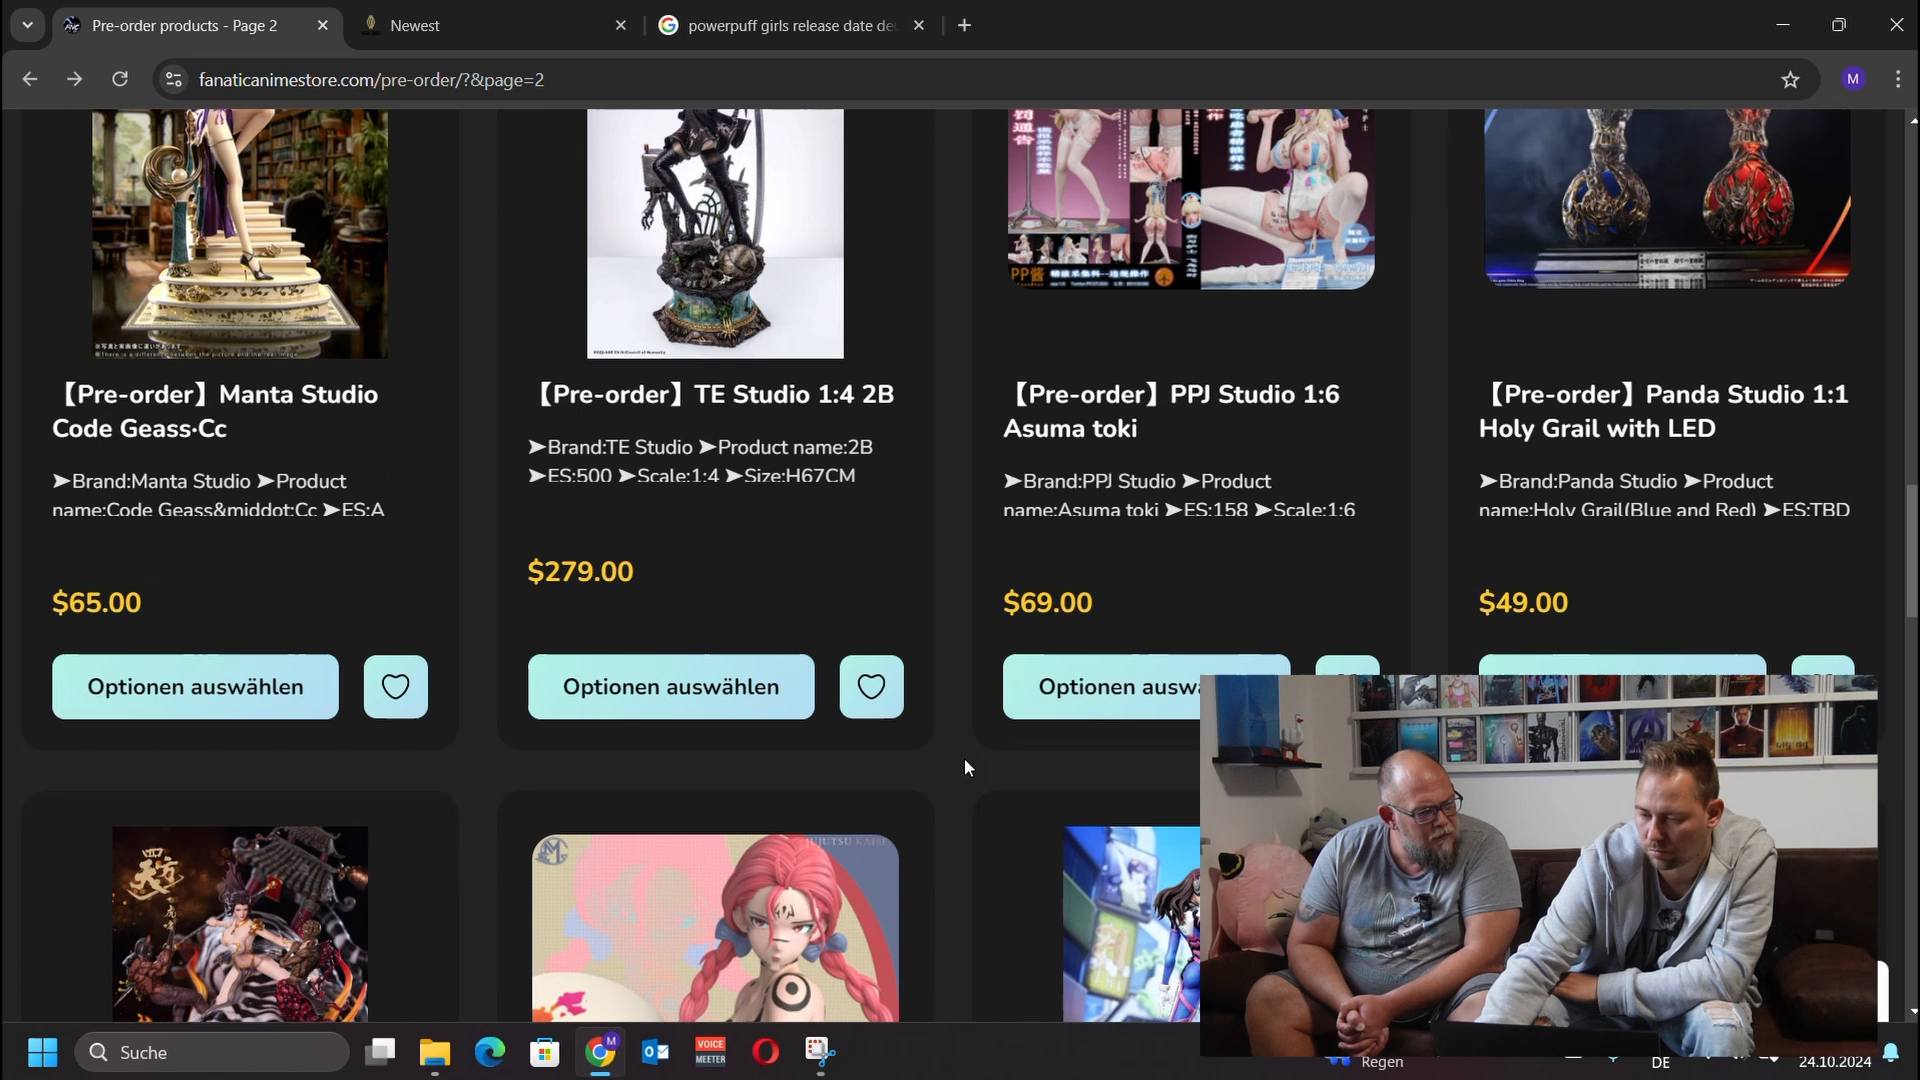 Pre-order products - Page 2
Newest
powerpuff girls release date de
fanaticanimestore.com/pre-order/?&page=2
M
PP酱
【Pre-order】Manta Studio
Code Geass·Cc
➤Brand:Manta Studio ➤Product
name:Code Geass&middot:Cc ➤ES:A
$65.00
Optionen auswählen
【Pre-order】TE Studio 1:4 2B
➤Brand:TE Studio ➤Product name:2B
➤ES:500 ➤Scale:1:4 ➤Size:H67CM
$279.00
Optionen auswählen
【Pre-order】PPJ Studio 1:6
Asuma toki
➤Brand:PPJ Studio ➤Product
name:Asuma toki ➤ES:158 ➤Scale:1:6
$69.00
Optionen ausw
【Pre-order】Panda Studio 1:1
Holy Grail with LED
➤Brand:Panda Studio ➤Product
name:Holy Grail(Blue and Red) ➤ES:TBD
$49.00
JUJUTSU KAISE
Suche
M
VOICE
MEETER
Regen
DE
24.10.2024